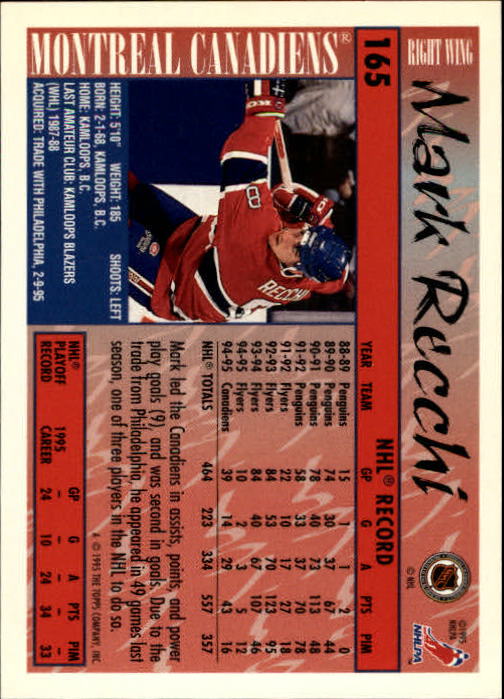 RIGHT WING
Mark Recchi
©1995
NHLPA
NHLPA™
NHL
© NHL
165
NHL® RECORD
YEAR TEAM GP G A PTS PIM
88-89 Penguins 15 1 1 2 0
89-90 Penguins 74 30 37 67 44
90-91 Penguins 78 40 73 113 48
91-92 Penguins 58 33 37 70 78
91-92 Flyers 22 10 17 27 18
92-93 Flyers 84 53 70 123 95
93-94 Flyers 84 40 67 107 46
94-95 Flyers 10 2 3 5 12
94-95 Canadiens 39 14 29 43 16
NHL TOTALS 464 223 334 557 357
RECCHI
8
KOHO
Mark led the Canadiens in assists, points, and power
play goals (9), and was second in goals. Due to the
trade from Philadelphia, he appeared in 49 games last
season, one of three players in the NHL to do so.
A © 1995 THE TOPPS COMPANY, INC.
HEIGHT: 5'10" WEIGHT: 185 SHOOTS: LEFT
BORN: 2-1-68, KAMLOOPS, B.C.
HOME: KAMLOOPS, B.C.
LAST AMATEUR CLUB: KAMLOOPS BLAZERS
(WHL) 1987-88
ACQUIRED: TRADE WITH PHILADELPHIA, 2-9-95
NHL® 1995 GP G A PTS PIM
PLAYOFF
RECORD CAREER 24 10 24 34 33
MONTREAL CANADIENS®